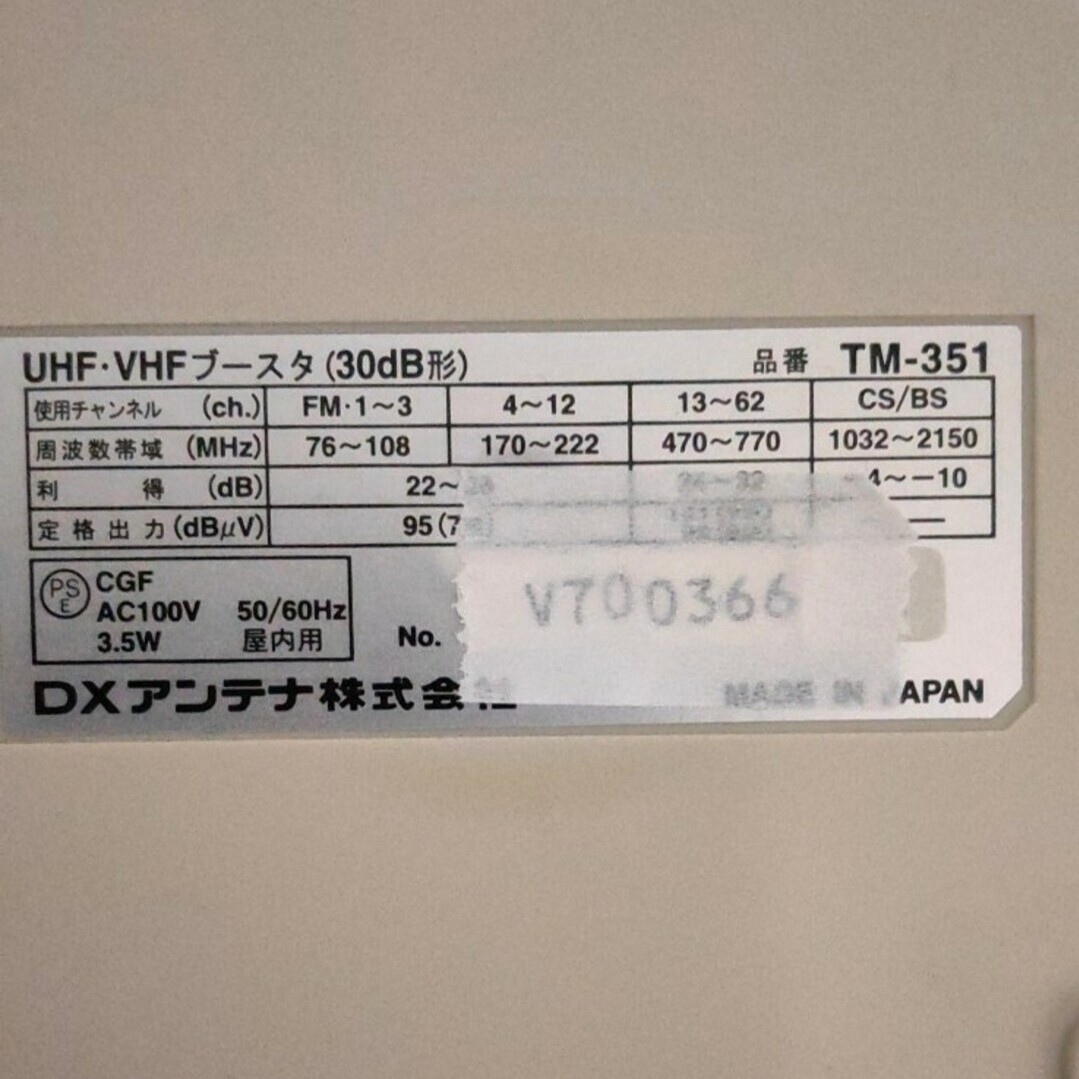 UHF・VHFブースタ(30dB形) 品番 TM-351
使用チャンネル (ch.) FM・1〜3 4〜12 13〜62 CS/BS
周波数帯域 (MHz) 76〜108 170〜222 470〜770 1032〜2150
利得 (dB) 22〜 4〜−10
定格出力(dBμV) 95(7 —
PSE CGF
AC100V 50/60Hz
3.5W 屋内用
No. V700366
DXアンテナ株式会社 MADE IN JAPAN